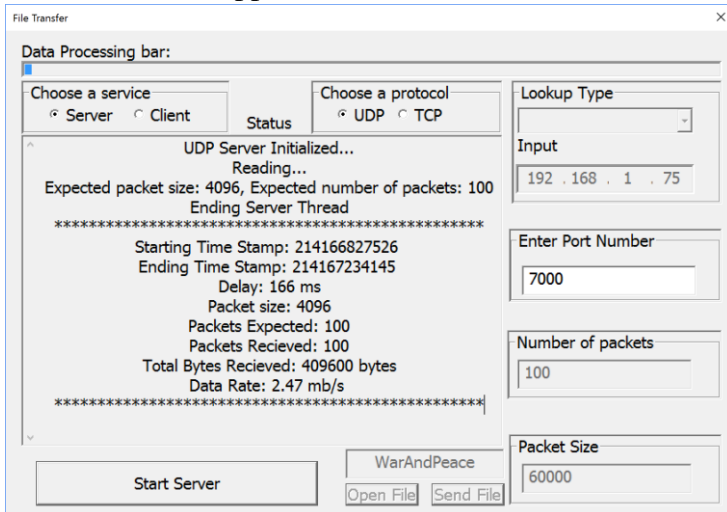 File Transfer
Data Processing bar:
Choose a service
Server Client
Status
Choose a protocol
UDP TCP
UDP Server Initialized...
Reading...
Expected packet size: 4096, Expected number of packets: 100
Ending Server Thread
**************************************************
Starting Time Stamp: 214166827526
Ending Time Stamp: 214167234145
Delay: 166 ms
Packet size: 4096
Packets Expected: 100
Packets Recieved: 100
Total Bytes Recieved: 409600 bytes
Data Rate: 2.47 mb/s
**************************************************
Start Server
WarAndPeace
Open File Send File
Lookup Type
Input
192 . 168 . 1 . 75
Enter Port Number
7000
Number of packets
100
Packet Size
60000